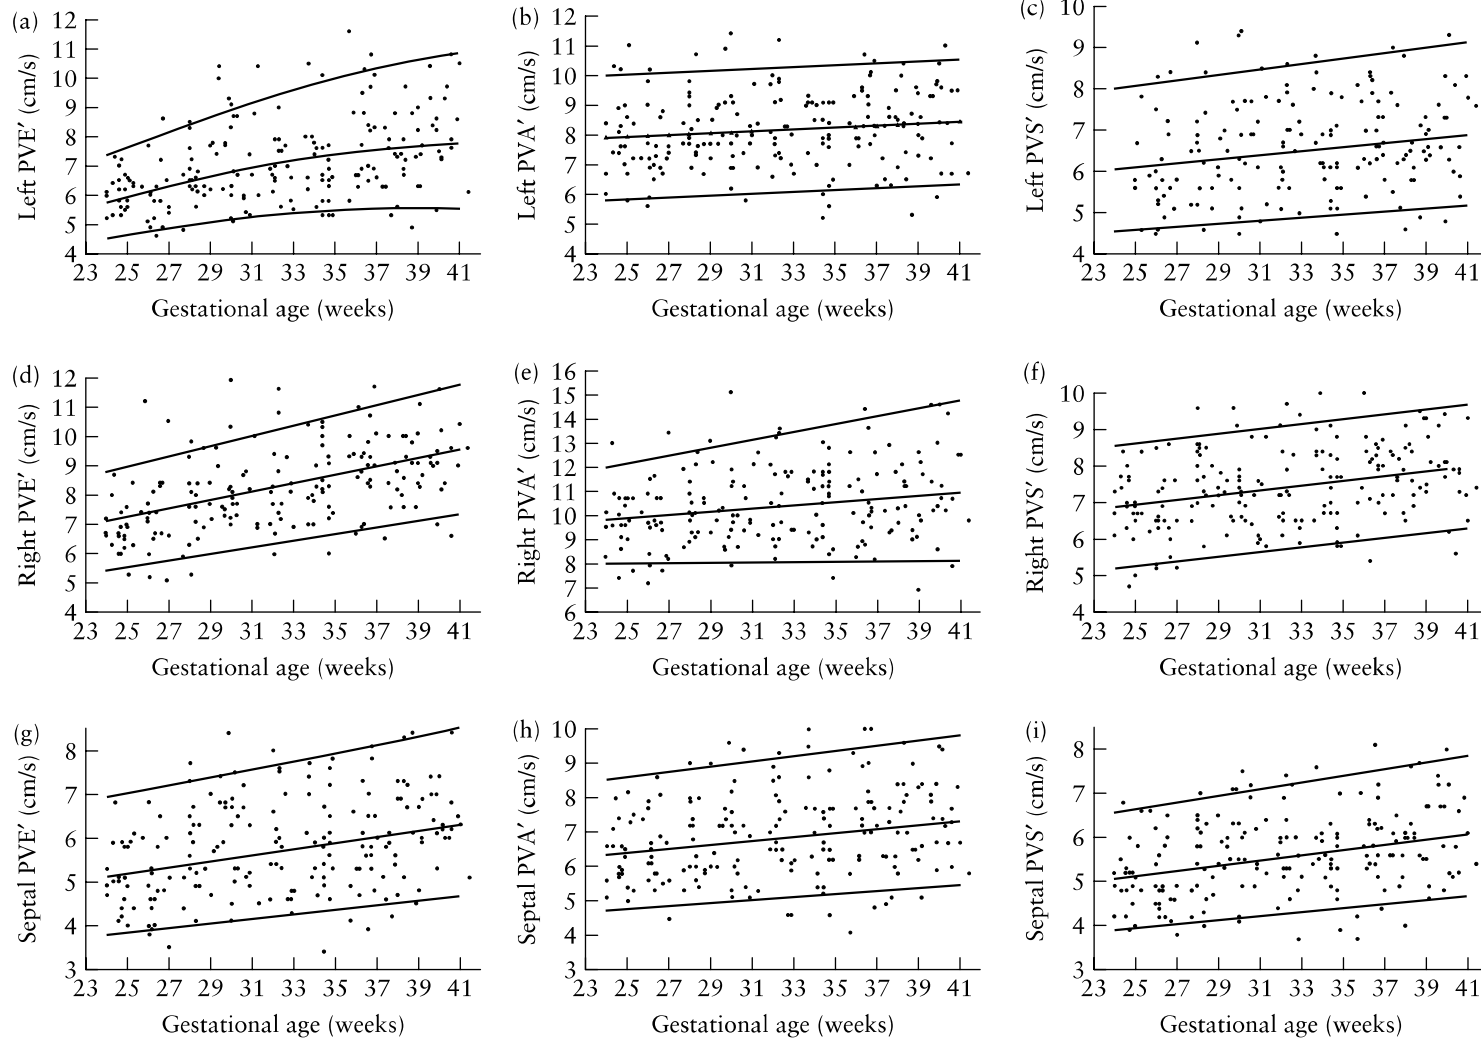 (a)
Left PVE′ (cm/s)
12
11
10
9
8
7
6
5
4
23 25 27 29 31 33 35 37 39 41
Gestational age (weeks)
(b)
Left PVA′ (cm/s)
12
11
10
9
8
7
6
5
4
23 25 27 29 31 33 35 37 39 41
Gestational age (weeks)
(c)
Left PVS′ (cm/s)
10
9
8
7
6
5
4
23 25 27 29 31 33 35 37 39 41
Gestational age (weeks)
(d)
Right PVE′ (cm/s)
12
11
10
9
8
7
6
5
4
23 25 27 29 31 33 35 37 39 41
Gestational age (weeks)
(e)
Right PVA′ (cm/s)
16
15
14
13
12
11
10
9
8
7
6
23 25 27 29 31 33 35 37 39 41
Gestational age (weeks)
(f)
Right PVS′ (cm/s)
10
9
8
7
6
5
4
23 25 27 29 31 33 35 37 39 41
Gestational age (weeks)
(g)
Septal PVE′ (cm/s)
8
7
6
5
4
3
23 25 27 29 31 33 35 37 39 41
Gestational age (weeks)
(h)
Septal PVA′ (cm/s)
10
9
8
7
6
5
4
3
23 25 27 29 31 33 35 37 39 41
Gestational age (weeks)
(i)
Septal PVS′ (cm/s)
8
7
6
5
4
3
23 25 27 29 31 33 35 37 39 41
Gestational age (weeks)